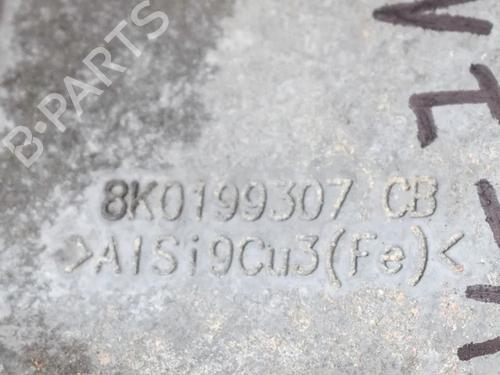 B-PARTS
8K0199307 CB
>AlSi9Cu3(Fe)<